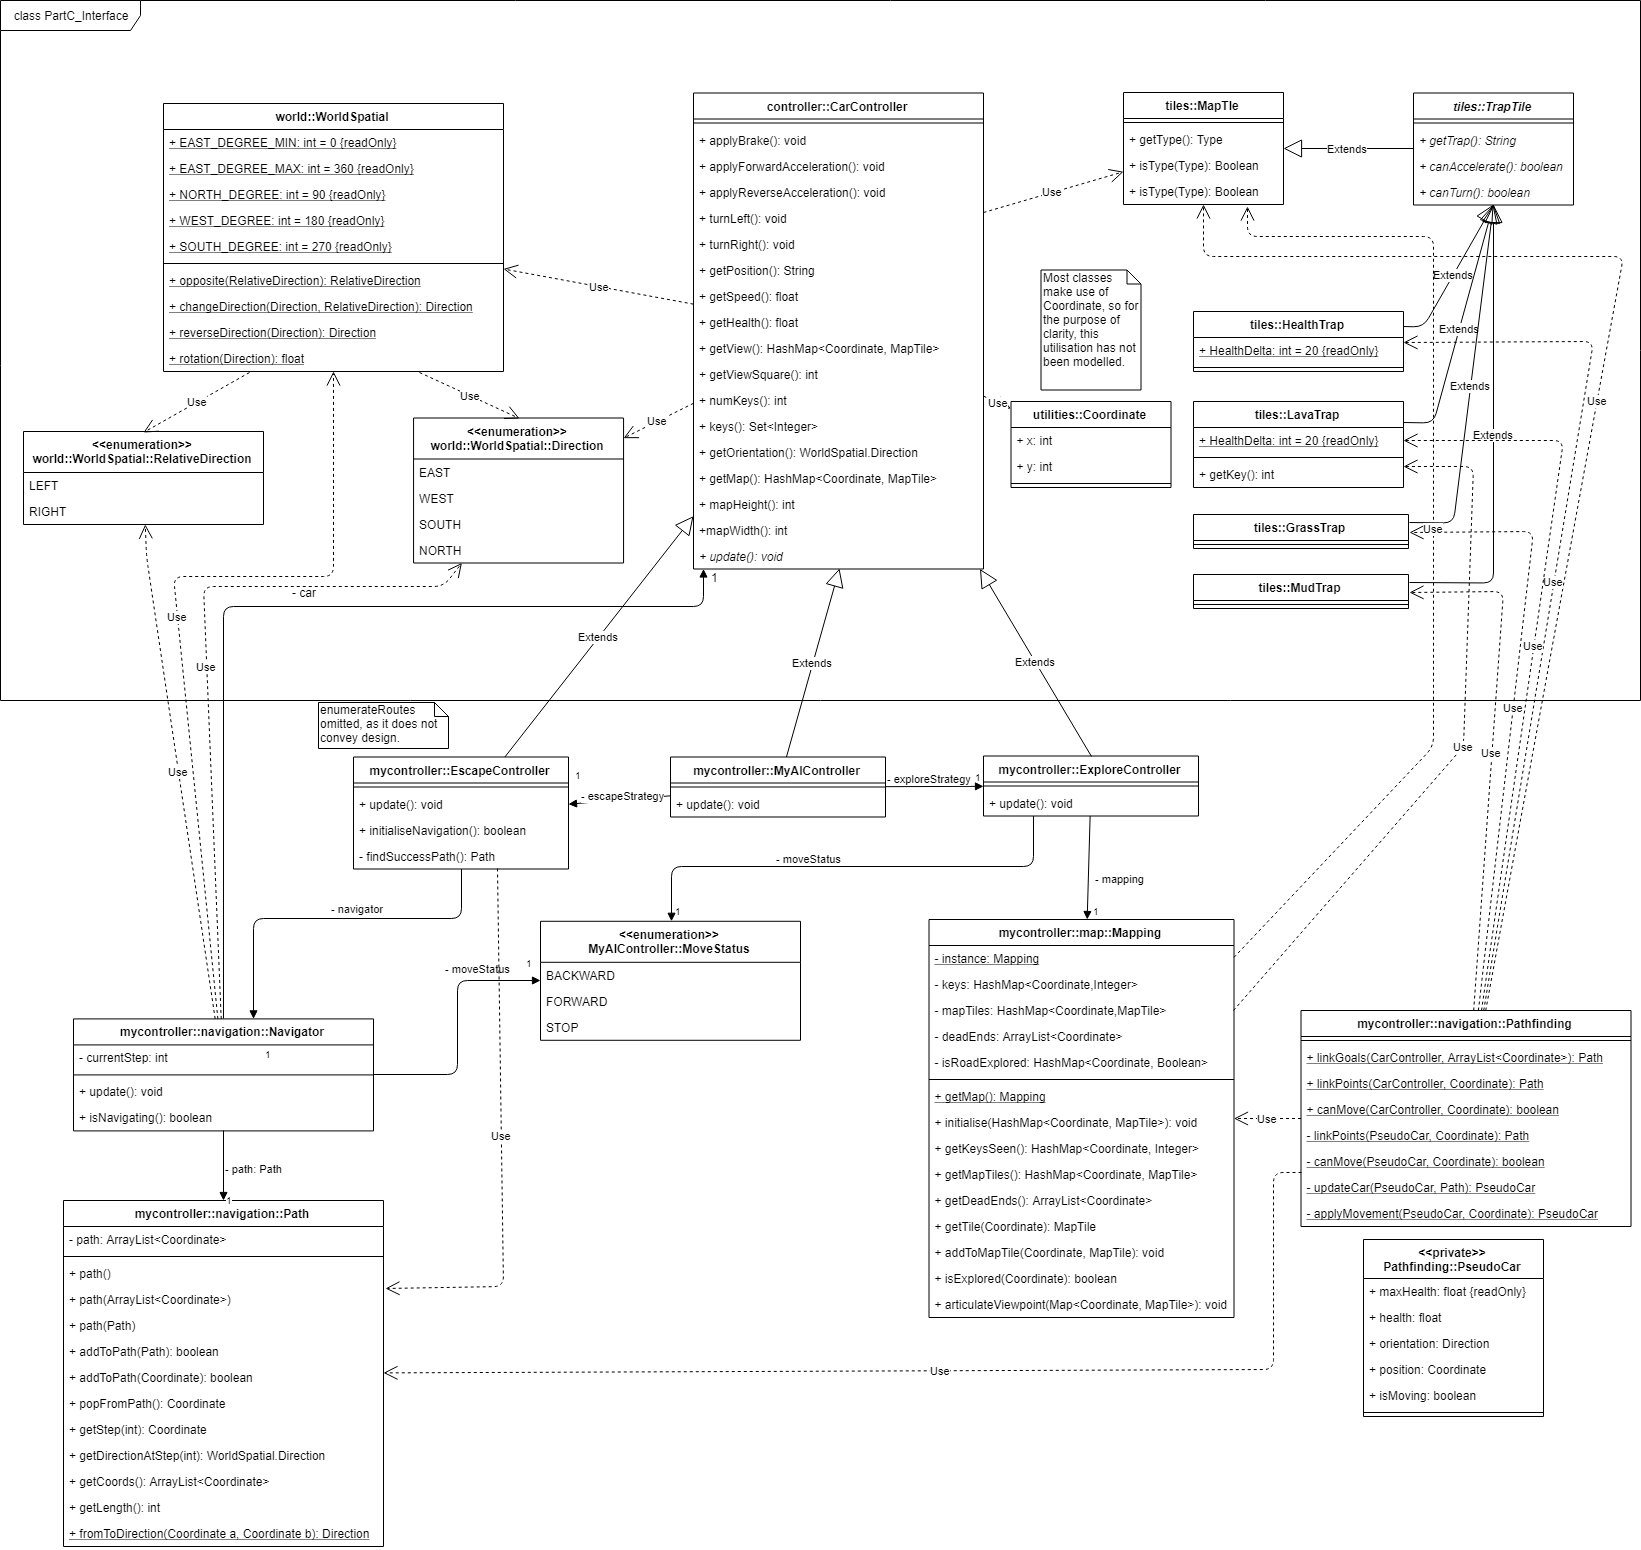 class PartC_Interface
world::WorldSpatial
+ EAST_DEGREE_MIN: int = 0 {readOnly}
+ EAST_DEGREE_MAX: int = 360 {readOnly}
+ NORTH_DEGREE: int = 90 {readOnly}
+ WEST_DEGREE: int = 180 {readOnly}
+ SOUTH_DEGREE: int = 270 {readOnly}
+ opposite(RelativeDirection): RelativeDirection
+ changeDirection(Direction, RelativeDirection): Direction
+ reverseDirection(Direction): Direction
+ rotation(Direction): float
controller::CarController
+ applyBrake(): void
+ applyForwardAcceleration(): void
+ applyReverseAcceleration(): void
+ turnLeft(): void
+ turnRight(): void
+ getPosition(): String
+ getSpeed(): float
+ getHealth(): float
+ getView(): HashMap<Coordinate, MapTile>
+ getViewSquare(): int
+ numKeys(): int
+ keys(): Set<Integer>
+ getOrientation(): WorldSpatial.Direction
+ getMap(): HashMap<Coordinate, MapTile>
+ mapHeight(): int
+mapWidth(): int
+ update(): void
tiles::MapTIe
+ getType(): Type
+ isType(Type): Boolean
+ isType(Type): Boolean
Extends
tiles::TrapTile
+ getTrap(): String
+ canAccelerate(): boolean
+ canTurn(): boolean
Use
Use
Use
Use
Use
Use
Most classes
make use of
Coordinate, so for
the purpose of
clarity, this
utilisation has not
been modelled.
utilities::Coordinate
+ x: int
+ y: int
Extends
Extends
Extends
Extends
tiles::HealthTrap
+ HealthDelta: int = 20 {readOnly}
tiles::LavaTrap
+ HealthDelta: int = 20 {readOnly}
+ getKey(): int
tiles::GrassTrap
tiles::MudTrap
Use
Use
Use
Use
Use
Use
Use
<<enumeration>>
world::WorldSpatial::RelativeDirection
LEFT
RIGHT
<<enumeration>>
world::WorldSpatial::Direction
EAST
WEST
SOUTH
NORTH
- car
1
Use
Use
Use
Extends
Extends
Extends
enumerateRoutes
omitted, as it does not
convey design.
mycontroller::EscapeController
+ update(): void
+ initialiseNavigation(): boolean
- findSuccessPath(): Path
1
- escapeStrategy
mycontroller::MyAIController
+ update(): void
- exploreStrategy
1
mycontroller::ExploreController
+ update(): void
- moveStatus
1
- mapping
1
- navigator
1
- moveStatus
1
<<enumeration>>
MyAIController::MoveStatus
BACKWARD
FORWARD
STOP
mycontroller::map::Mapping
- instance: Mapping
- keys: HashMap<Coordinate,Integer>
- mapTiles: HashMap<Coordinate,MapTile>
- deadEnds: ArrayList<Coordinate>
- isRoadExplored: HashMap<Coordinate, Boolean>
+ getMap(): Mapping
+ initialise(HashMap<Coordinate, MapTile>): void
+ getKeysSeen(): HashMap<Coordinate, Integer>
+ getMapTiles(): HashMap<Coordinate, MapTile>
+ getDeadEnds(): ArrayList<Coordinate>
+ getTile(Coordinate): MapTile
+ addToMapTile(Coordinate, MapTile): void
+ isExplored(Coordinate): boolean
+ articulateViewpoint(Map<Coordinate, MapTile>): void
mycontroller::navigation::Navigator
- currentStep: int
+ update(): void
+ isNavigating(): boolean
- path: Path
1
Use
mycontroller::navigation::Path
- path: ArrayList<Coordinate>
+ path()
+ path(ArrayList<Coordinate>)
+ path(Path)
+ addToPath(Path): boolean
+ addToPath(Coordinate): boolean
+ popFromPath(): Coordinate
+ getStep(int): Coordinate
+ getDirectionAtStep(int): WorldSpatial.Direction
+ getCoords(): ArrayList<Coordinate>
+ getLength(): int
+ fromToDirection(Coordinate a, Coordinate b): Direction
mycontroller::navigation::Pathfinding
+ linkGoals(CarController, ArrayList<Coordinate>): Path
+ linkPoints(CarController, Coordinate): Path
+ canMove(CarController, Coordinate): boolean
- linkPoints(PseudoCar, Coordinate): Path
- canMove(PseudoCar, Coordinate): boolean
- updateCar(PseudoCar, Path): PseudoCar
- applyMovement(PseudoCar, Coordinate): PseudoCar
Use
Use
<<private>>
Pathfinding::PseudoCar
+ maxHealth: float {readOnly}
+ health: float
+ orientation: Direction
+ position: Coordinate
+ isMoving: boolean